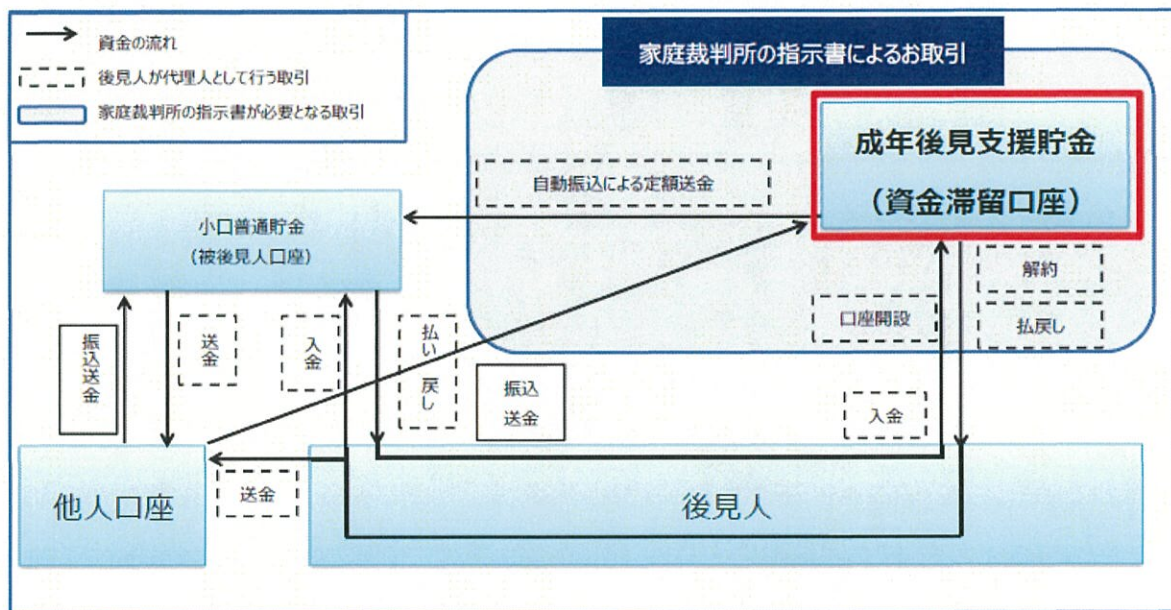 資金の流れ
後見人が代理人として行う取引
家庭裁判所の指示書が必要となる取引
家庭裁判所の指示書によるお取引
成年後見支援貯金
（資金滞留口座）
自動振込による定額送金
小口普通貯金
（被後見人口座）
解約
口座開設
払戻し
振込送金
送金
入金
払い戻し
振込
送金
入金
送金
他人口座
後見人